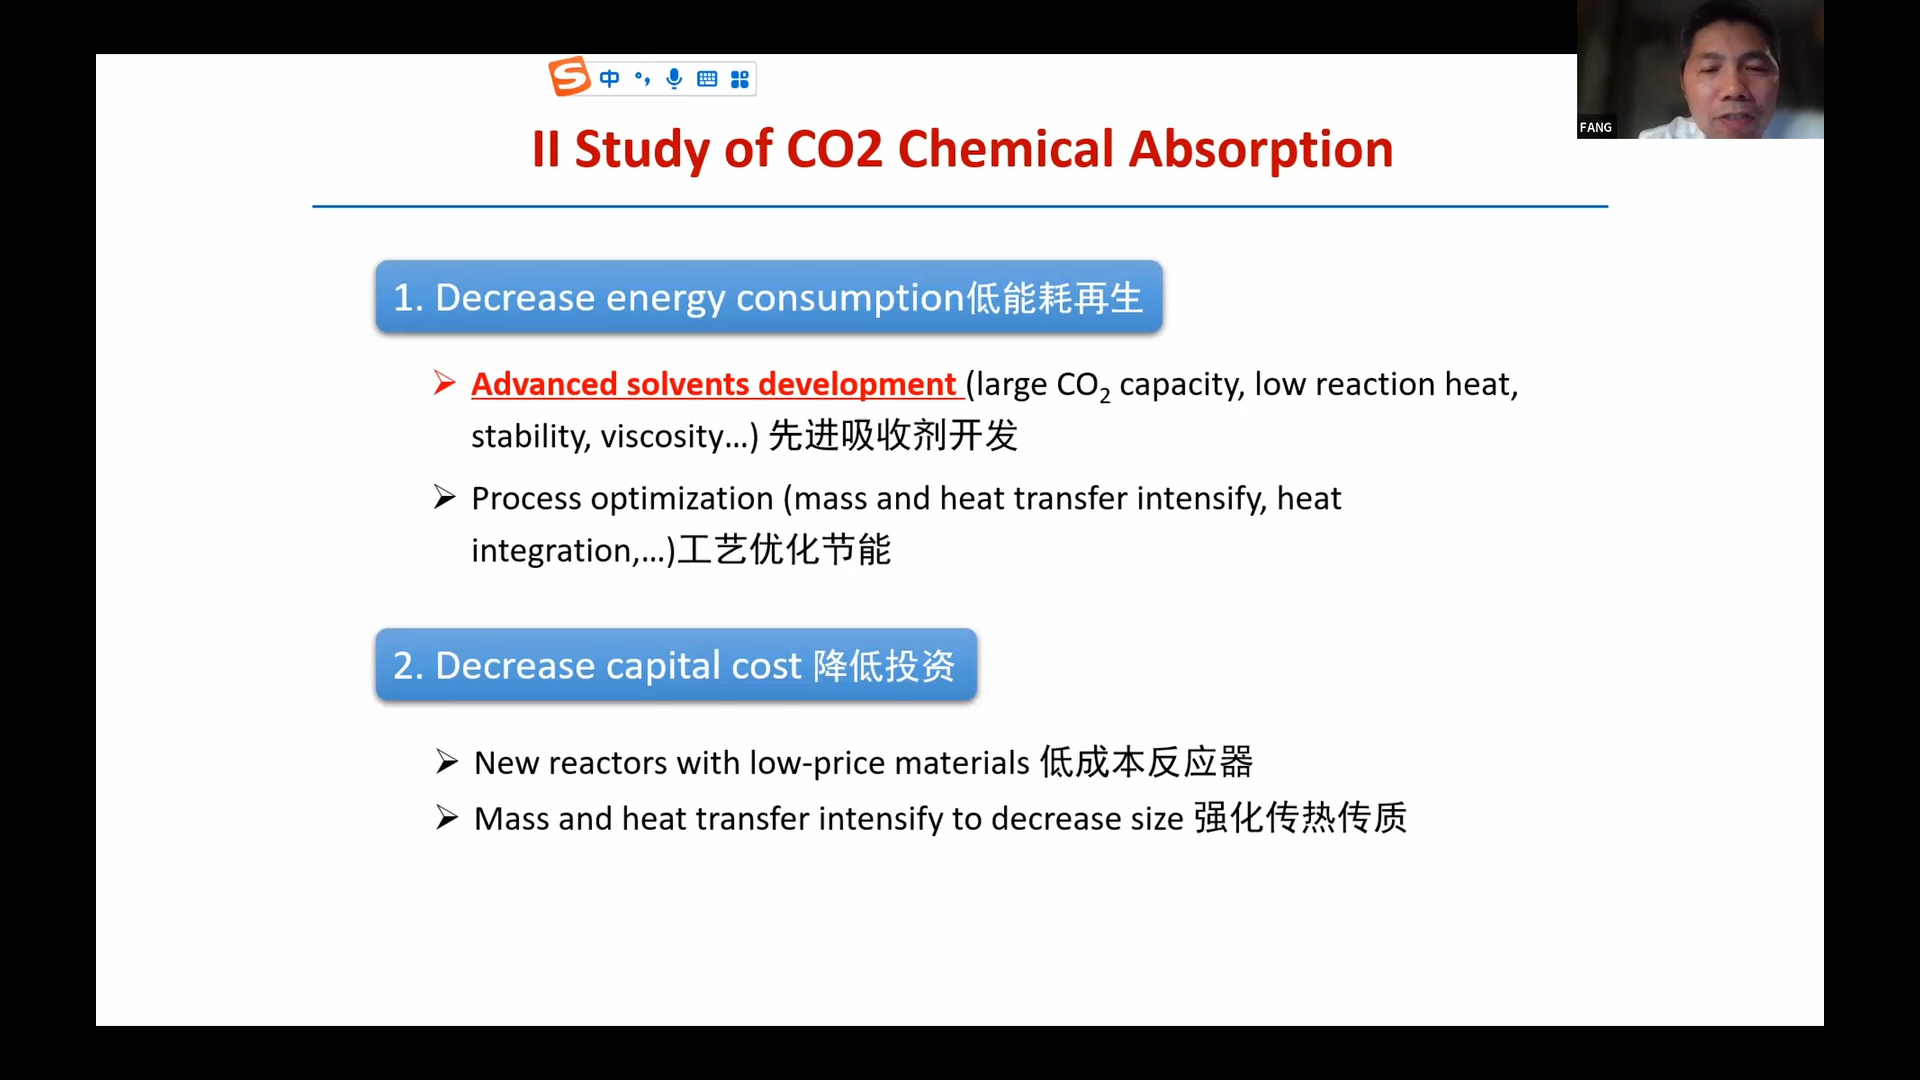 中
FANG
II Study of CO2 Chemical Absorption
1. Decrease energy consumption低能耗再生
Advanced solvents development (large CO2 capacity, low reaction heat,
stability, viscosity...) 先进吸收剂开发
Process optimization (mass and heat transfer intensify, heat
integration,...)工艺优化节能
2. Decrease capital cost 降低投资
New reactors with low-price materials 低成本反应器
Mass and heat transfer intensify to decrease size 强化传热传质